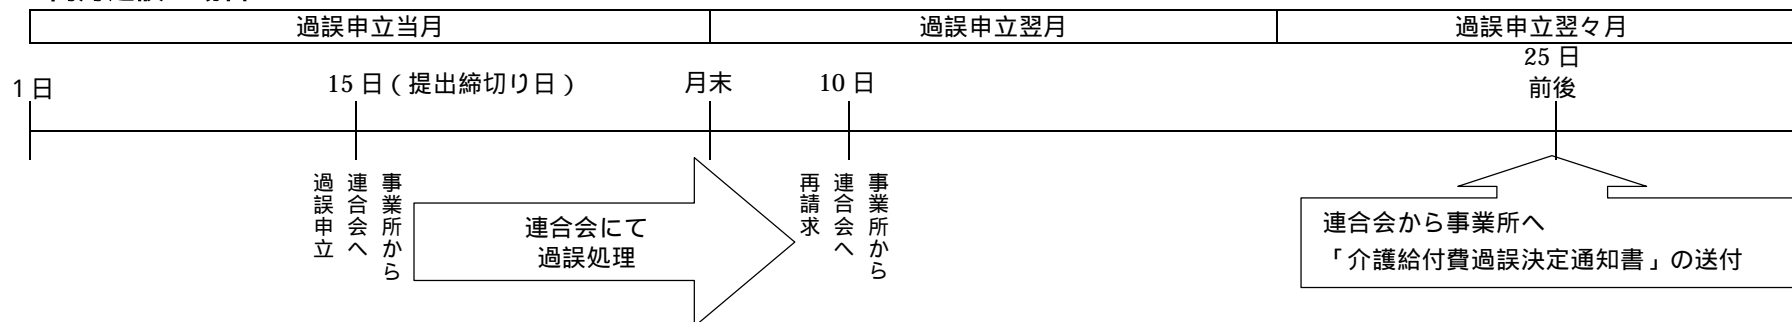 過誤申立当月
過誤申立翌月
過誤申立翌々月
1日
15日(提出締切り日)
月末
10日
25日
前後
事業所から
連合会へ
過誤申立
連合会にて
過誤処理
事業所から
連合会へ
再請求
連合会から事業所へ
「介護給付費過誤決定通知書」の送付